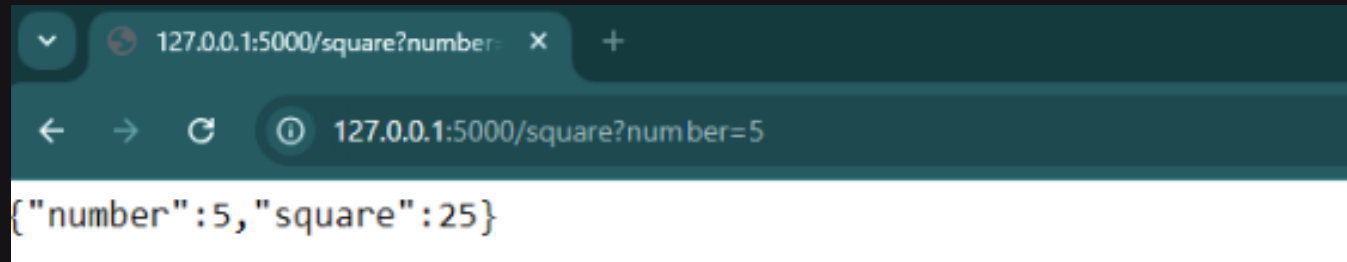 127.0.0.1:5000/square?number=
127.0.0.1:5000/square?number=5
{"number":5,"square":25}